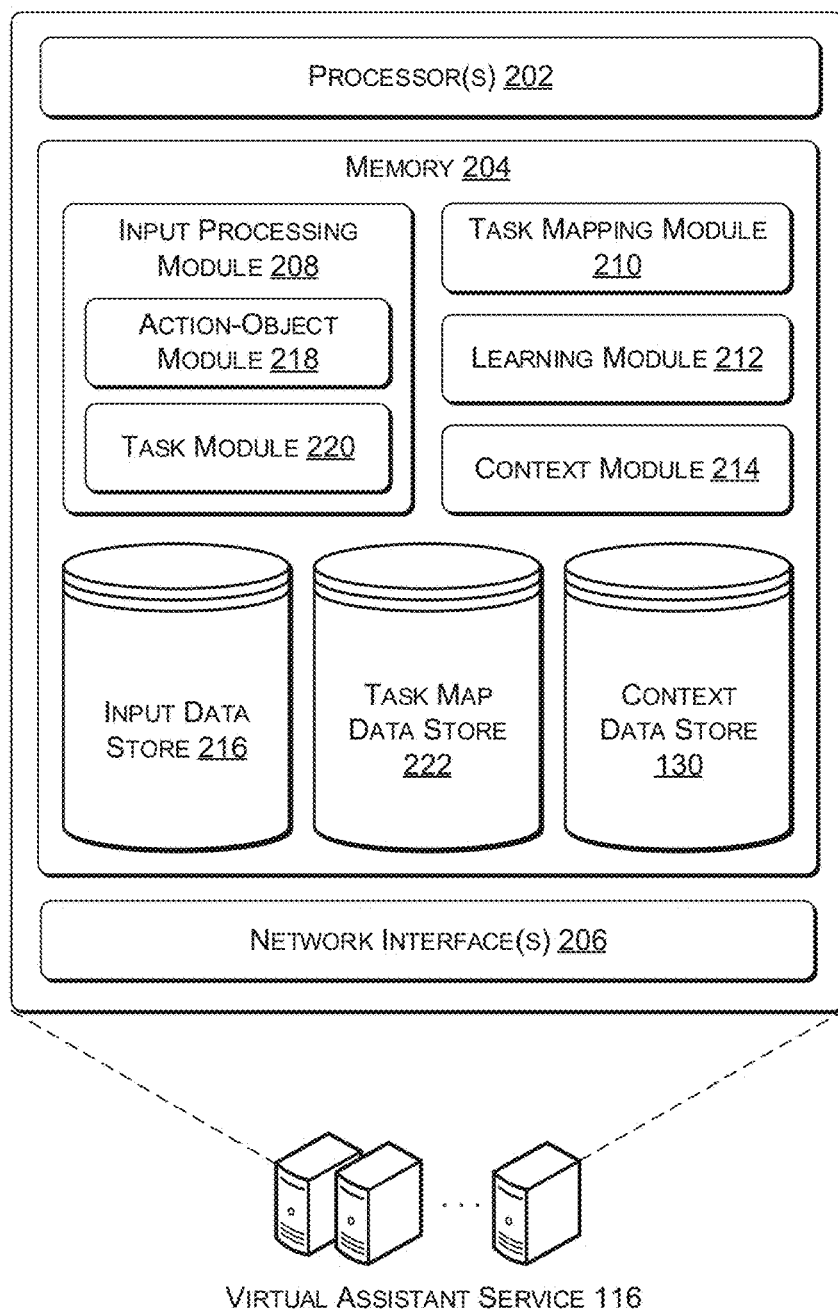 PROCESSOR(S) 202
MEMORY 204
INPUT PROCESSING
MODULE 208
ACTION-OBJECT
MODULE 218
TASK MODULE 220
TASK MAPPING MODULE
210
LEARNING MODULE 212
CONTEXT MODULE 214
INPUT DATA
STORE 216
TASK MAP
DATA STORE
222
CONTEXT
DATA STORE
130
NETWORK INTERFACE(S) 206
. . .
VIRTUAL ASSISTANT SERVICE 116